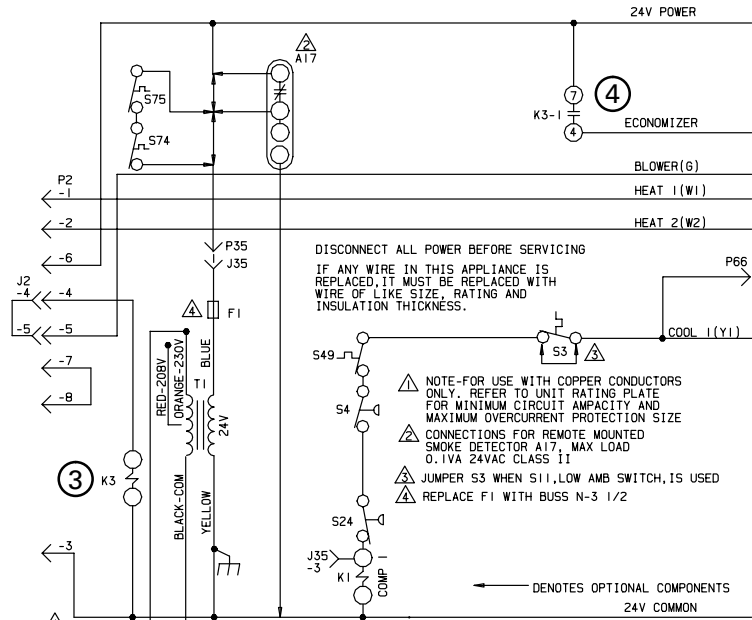 24V POWER
A17
2
S75
S74
7
4
K3-1
4
ECONOMIZER
BLOWER(G)
P2
-1
HEAT 1(W1)
-2
HEAT 2(W2)
-6
P35
J35
P66
DISCONNECT ALL POWER BEFORE SERVICING
IF ANY WIRE IN THIS APPLIANCE IS
REPLACED,IT MUST BE REPLACED WITH
WIRE OF LIKE SIZE, RATING AND
INSULATION THICKNESS.
J2
-4
-4
-5
-5
4
F1
COOL 1(Y1)
S49
S3
3
-7
-8
RED-208V
ORANGE-230V
BLUE
T1
24V
S4
1 NOTE-FOR USE WITH COPPER CONDUCTORS
ONLY. REFER TO UNIT RATING PLATE
FOR MINIMUM CIRCUIT AMPACITY AND
MAXIMUM OVERCURRENT PROTECTION SIZE
2 CONNECTIONS FOR REMOTE MOUNTED
SMOKE DETECTOR A17, MAX LOAD
0.1VA 24VAC CLASS II
3 JUMPER S3 WHEN S11,LOW AMB SWITCH,IS USED
4 REPLACE F1 WITH BUSS N-3 1/2
3
K3
BLACK-COM
YELLOW
S24
-3
J35
-3
K1
COMP 1
DENOTES OPTIONAL COMPONENTS
24V COMMON